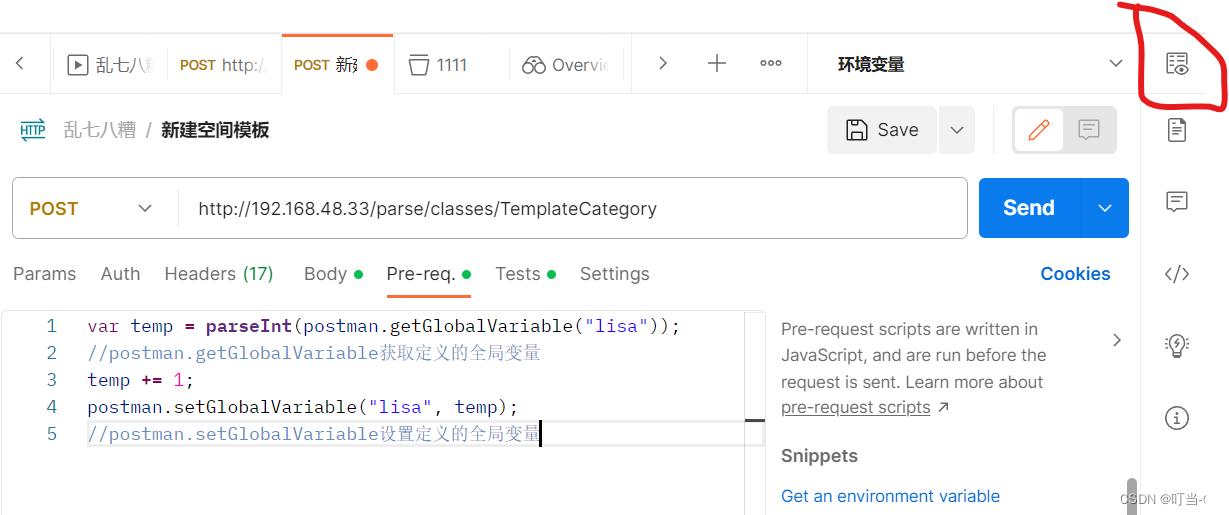 乱七八糟
POST http:/
POST 新建
1111
Overvie
环境变量
HTTP 乱七八糟 / 新建空间模板
Save
POST http://192.168.48.33/parse/classes/TemplateCategory
Send
Params Auth Headers (17) Body Pre-req. Tests Settings Cookies
1 var temp = parseInt(postman.getGlobalVariable("lisa"));
2 //postman.getGlobalVariable获取定义的全局变量
3 temp += 1;
4 postman.setGlobalVariable("lisa", temp);
5 //postman.setGlobalVariable设置定义的全局变量
Pre-request scripts are written in
JavaScript, and are run before the
request is sent. Learn more about
pre-request scripts ↗
Snippets
Get an environment variable
CSDN @叮当-